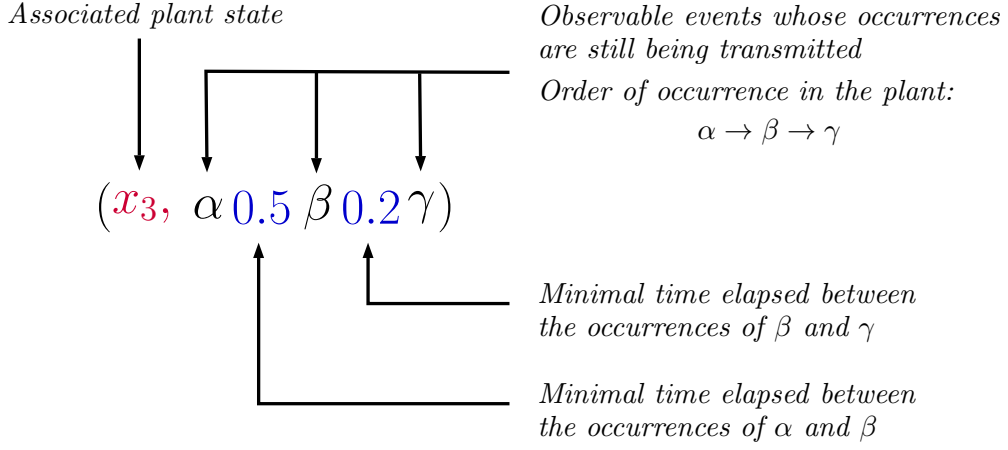 Associated plant state
Observable events whose occurrences
are still being transmitted
Order of occurrence in the plant:
α → β → γ
(x₃, α 0.5 β 0.2 γ)
Minimal time elapsed between
the occurrences of β and γ
Minimal time elapsed between
the occurrences of α and β